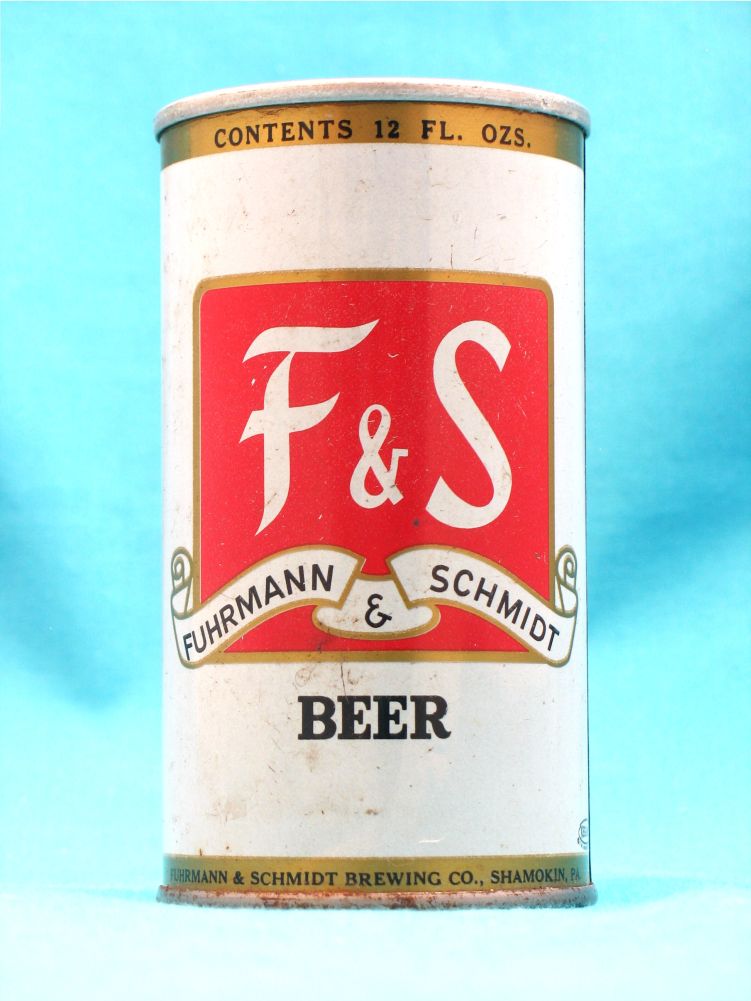 CONTENTS 12 FL. OZS.
F & S
FUHRMANN & SCHMIDT
BEER
FUHRMANN & SCHMIDT BREWING CO., SHAMOKIN, PA.